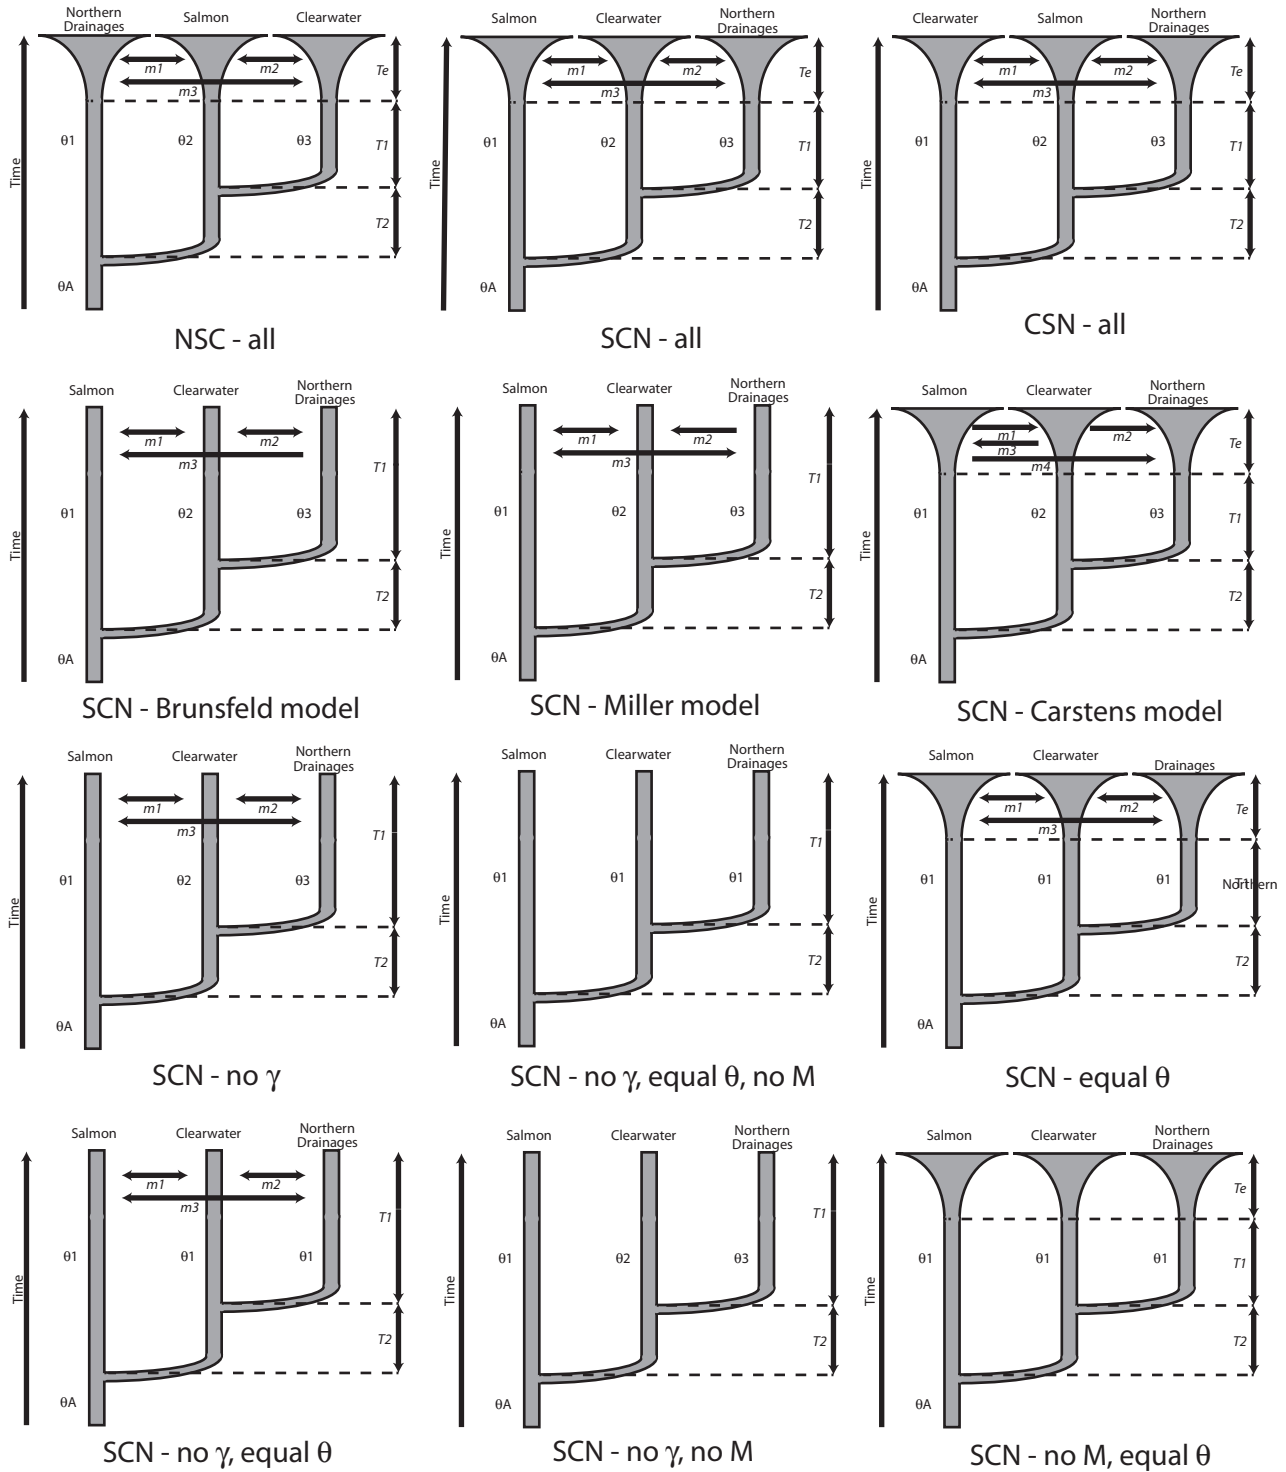 Northern
Drainages
Salmon
Clearwater
m1
m2
m3
Te
θ1
θ2
θ3
T1
T2
θA
Time
NSC - all
Salmon
Clearwater
Northern
Drainages
m1
m2
m3
Te
θ1
θ2
θ3
T1
T2
θA
Time
SCN - all
Clearwater
Salmon
Northern
Drainages
m1
m2
m3
Te
θ1
θ2
θ3
T1
T2
θA
Time
CSN - all
Salmon
Clearwater
Northern
Drainages
m1
m2
m3
T1
θ1
θ2
θ3
T2
θA
Time
SCN - Brunsfeld model
Salmon
Clearwater
Northern
Drainages
m1
m2
m3
T1
θ1
θ2
θ3
T2
θA
Time
SCN - Miller model
Salmon
Clearwater
Northern
Drainages
m1
m2
m3
m4
Te
θ1
θ2
θ3
T1
T2
θA
Time
SCN - Carstens model
Salmon
Clearwater
Northern
Drainages
m1
m2
m3
T1
θ1
θ2
θ3
T2
θA
Time
SCN - no γ
Salmon
Clearwater
Northern
Drainages
T1
θ1
θ1
θ1
T2
θA
Time
SCN - no γ, equal θ, no M
Salmon
Clearwater
Drainages
m1
m2
m3
Te
θ1
θ1
θ1
T1
Northern
T2
θA
Time
SCN - equal θ
Salmon
Clearwater
Northern
Drainages
m1
m2
m3
T1
θ1
θ1
θ1
T2
θA
Time
SCN - no γ, equal θ
Salmon
Clearwater
Northern
Drainages
T1
θ1
θ2
θ3
T2
θA
Time
SCN - no γ, no M
Salmon
Clearwater
Northern
Drainages
Te
θ1
θ1
θ1
T1
T2
θA
Time
SCN - no M, equal θ